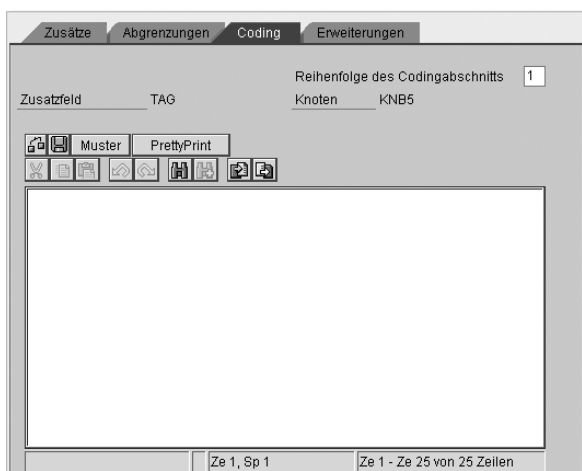 Zusätze Abgrenzungen Coding Erweiterungen
Reihenfolge des Codingabschnitts 1
Zusatzfeld TAG Knoten KNB5
Muster PrettyPrint
Ze 1, Sp 1 Ze 1 - Ze 25 von 25 Zeilen